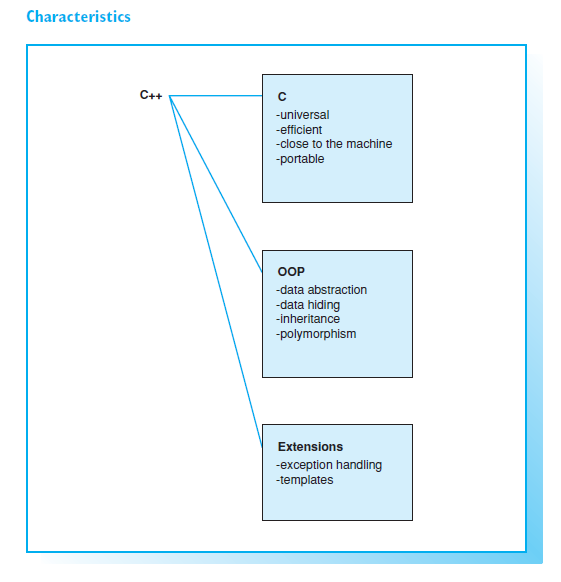 Characteristics
C++
C
-universal
-efficient
-close to the machine
-portable
OOP
-data abstraction
-data hiding
-inheritance
-polymorphism
Extensions
-exception handling
-templates